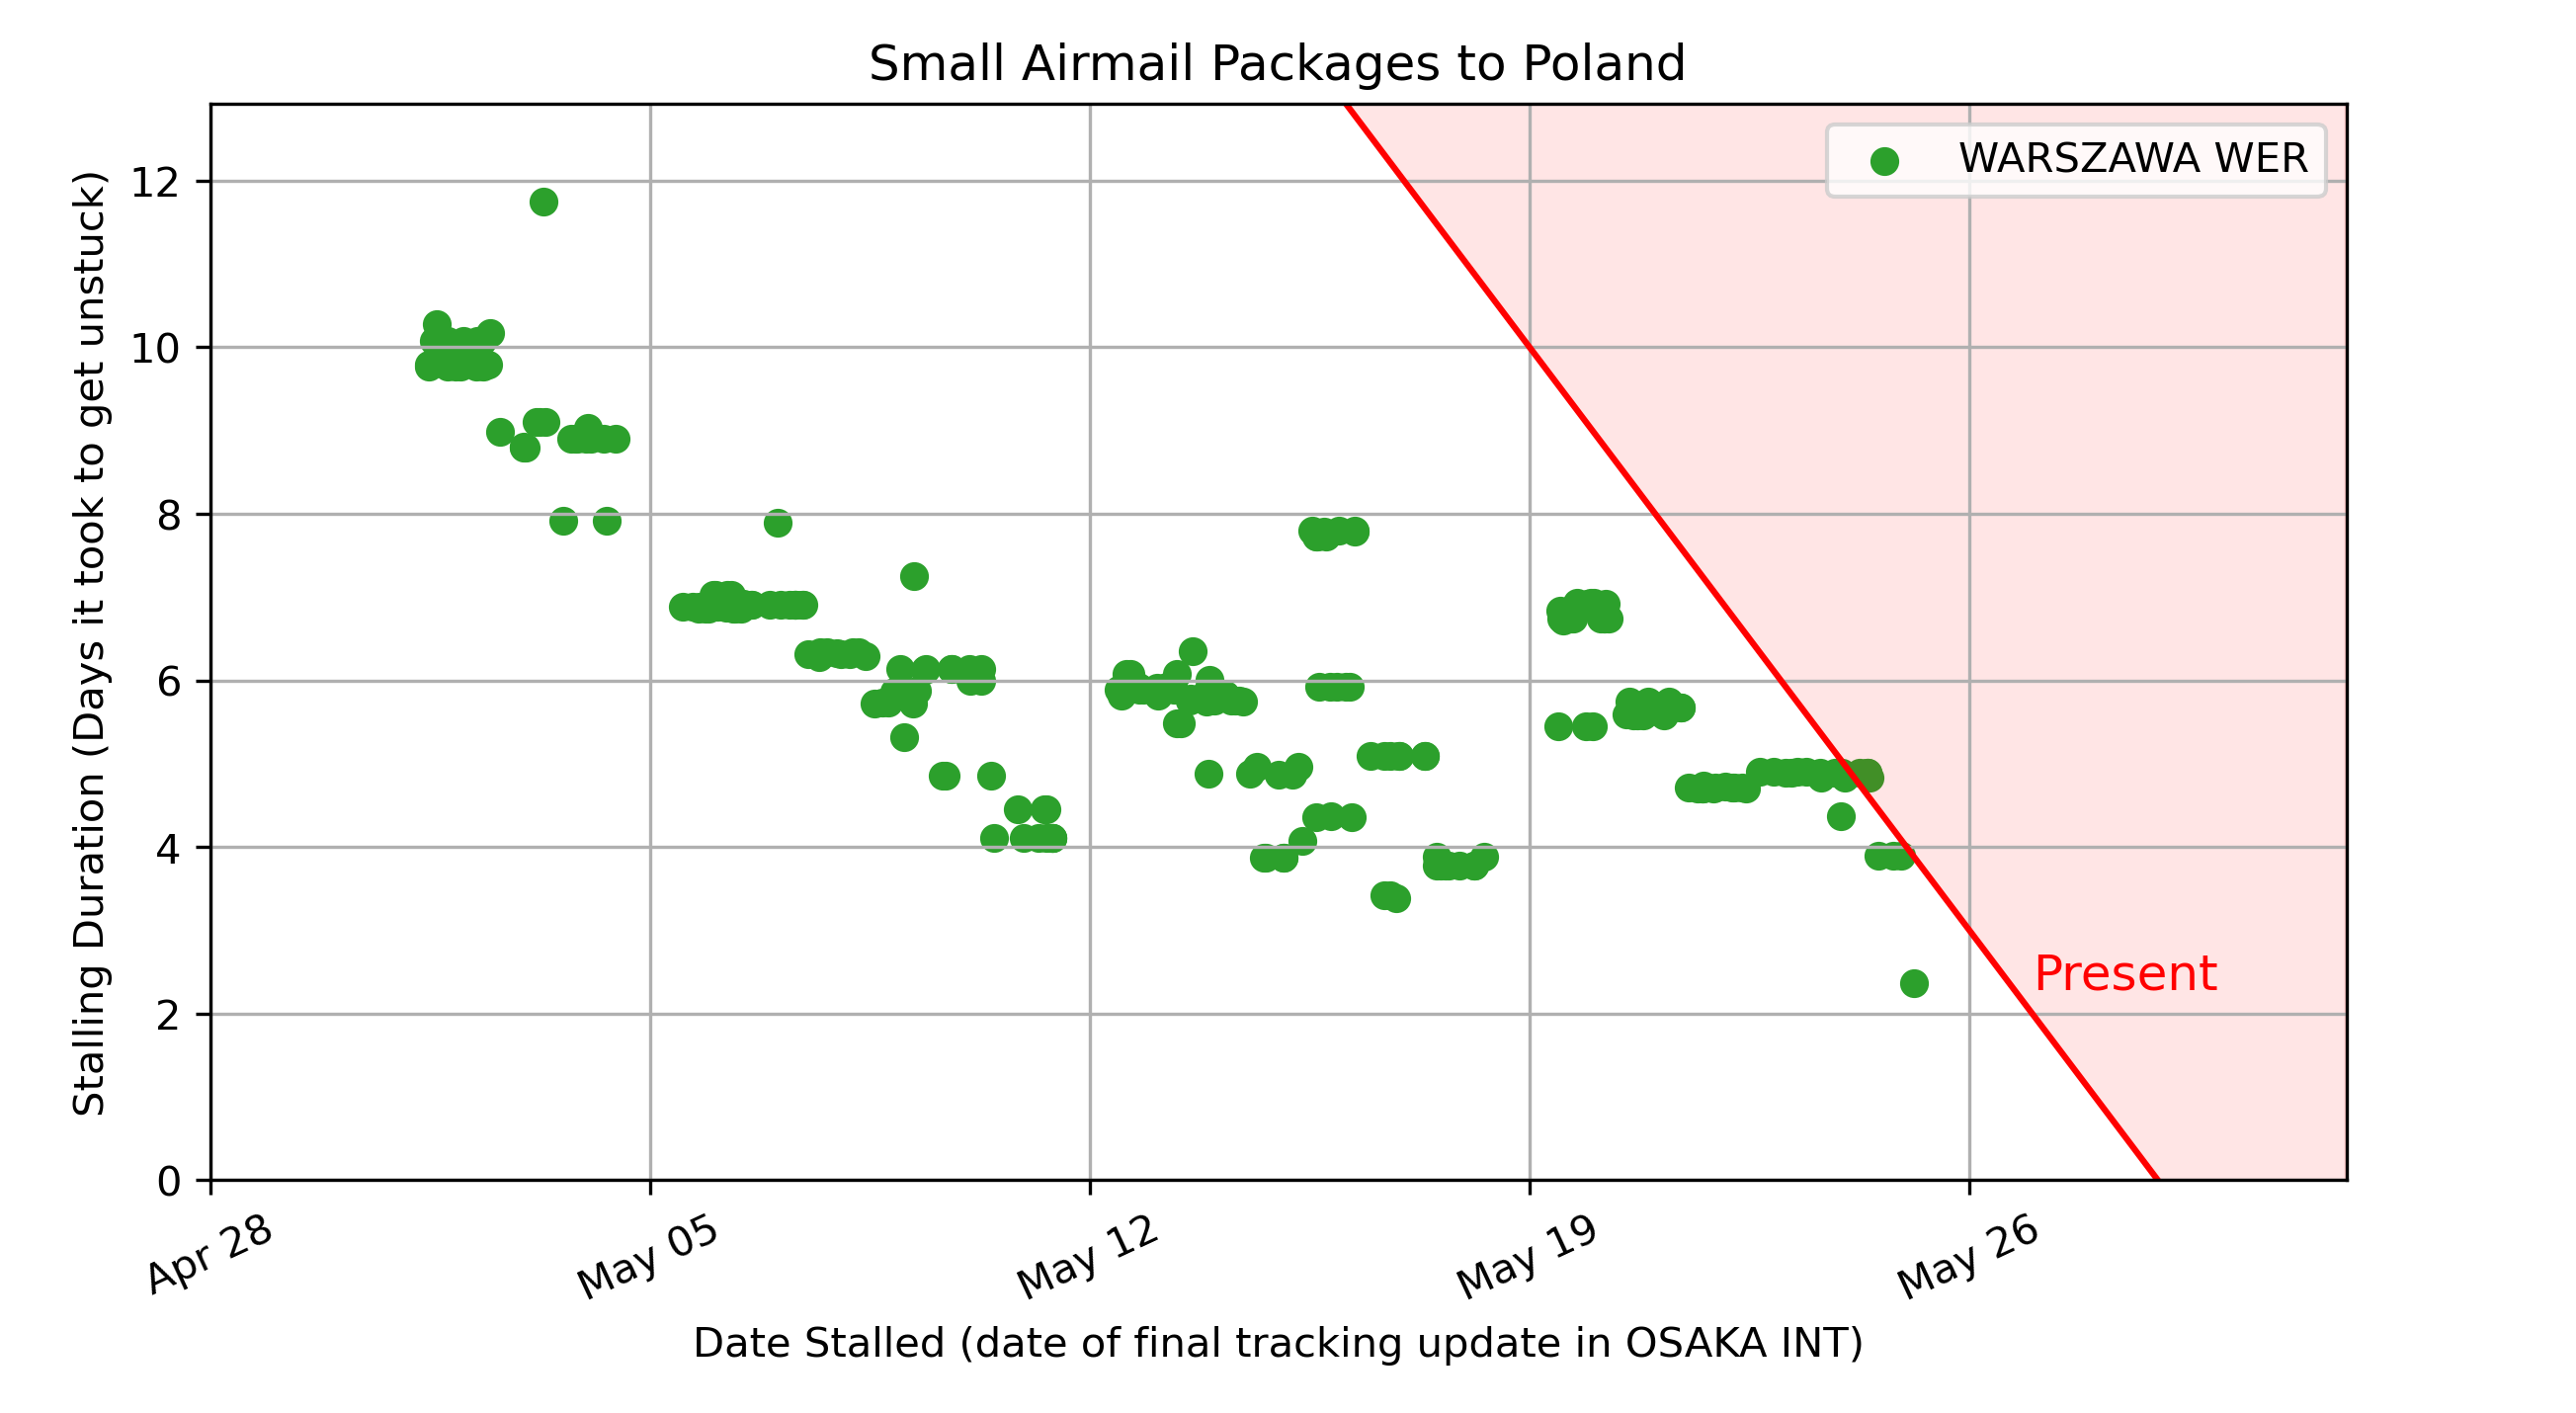 Small Airmail Packages to Poland
WARSZAWA WER
Stalling Duration (Days it took to get unstuck)
12
10
8
6
4
2
0
Present
Apr 28
May 05
May 12
May 19
May 26
Date Stalled (date of final tracking update in OSAKA INT)